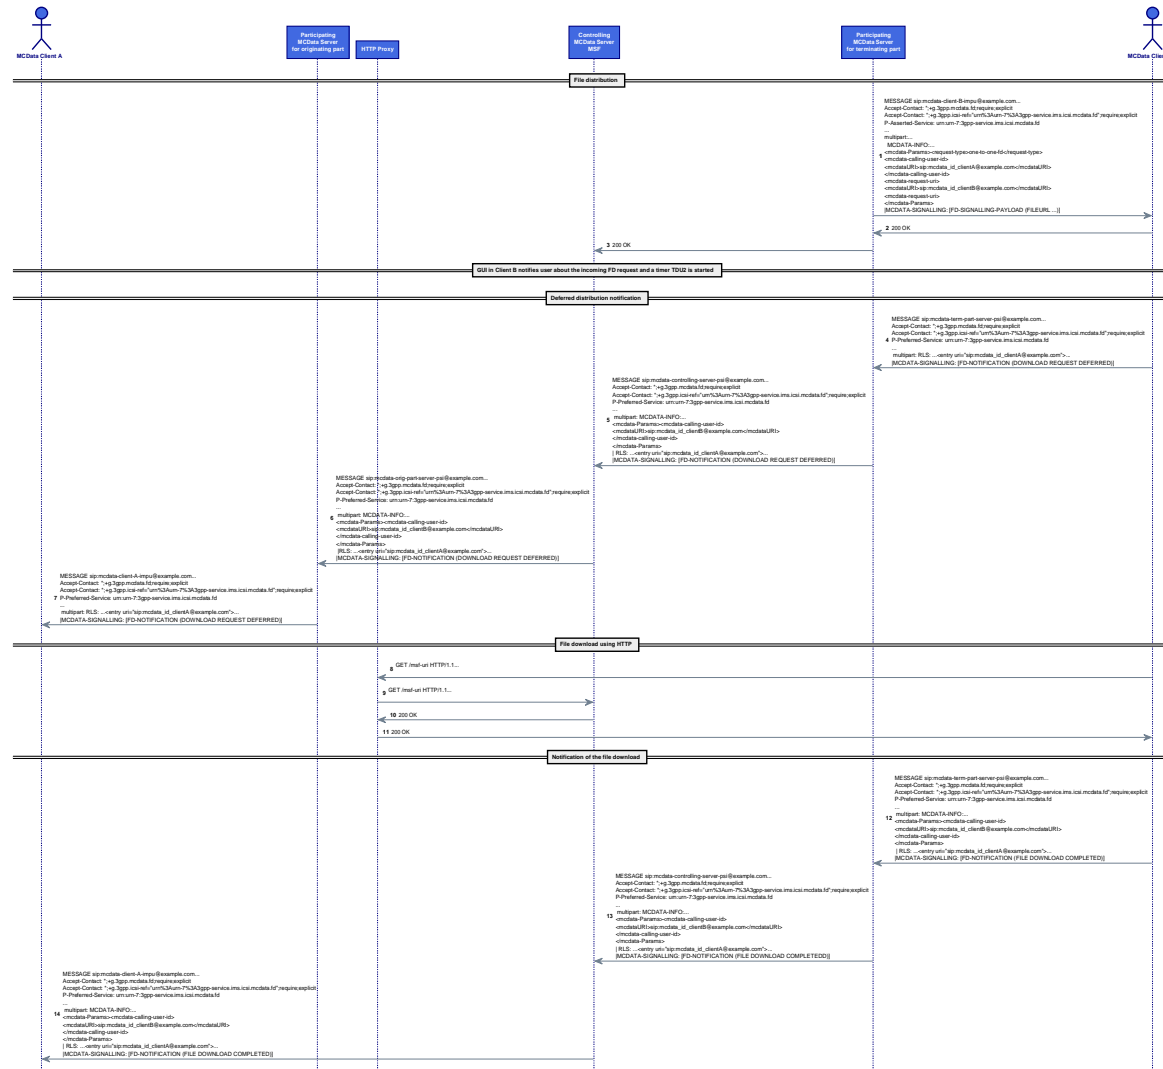 MCData Client A
Participating
MCData Server
for originating part
HTTP Proxy
Controlling
MCData Server
MSF
Participating
MCData Server
for terminating part
MCData Clie
File distribution
MESSAGE sip:mcdata-client-B-impu@example.com...
Accept-Contact: *;+g.3gpp.mcdata.fd;require;explicit
Accept-Contact: *;+g.3gpp.icsi-ref="urn%3Aurn-7%3A3gpp-service.ims.icsi.mcdata.fd";require;explicit
P-Asserted-Service: urn:urn-7:3gpp-service.ims.icsi.mcdata.fd
...
multipart:...
MCDATA-INFO:...
1 <mcdata-Params><request-type>one-to-one-fd</request-type>
<mcdata-calling-user-id>
<mcdataURI>sip:mcdata_id_clientA@example.com</mcdataURI>
</mcdata-calling-user-id>
<mcdata-request-uri>
<mcdataURI>sip:mcdata_id_clientB@example.com</mcdataURI>
<mcdata-request-uri>
</mcdata-Params>
|MCDATA-SIGNALLING: [FD-SIGNALLING-PAYLOAD (FILEURL ...)]
2 200 OK
3 200 OK
GUI in Client B notifies user about the incoming FD request and a timer TDU2 is started
Deferred distribution notification
MESSAGE sip:mcdata-term-part-server-psi@example.com...
Accept-Contact: *;+g.3gpp.mcdata.fd;require;explicit
Accept-Contact: *;+g.3gpp.icsi-ref="urn%3Aurn-7%3A3gpp-service.ims.icsi.mcdata.fd";require;explicit
4 P-Preferred-Service: urn:urn-7:3gpp-service.ims.icsi.mcdata.fd
...
multipart: RLS: ...<entry uri="sip:mcdata_id_clientA@example.com">...
|MCDATA-SIGNALLING: [FD-NOTIFICATION (DOWNLOAD REQUEST DEFERRED)]
MESSAGE sip:mcdata-controlling-server-psi@example.com...
Accept-Contact: *;+g.3gpp.mcdata.fd;require;explicit
Accept-Contact: *;+g.3gpp.icsi-ref="urn%3Aurn-7%3A3gpp-service.ims.icsi.mcdata.fd";require;explicit
P-Preferred-Service: urn:urn-7:3gpp-service.ims.icsi.mcdata.fd
...
5 multipart: MCDATA-INFO:...
<mcdata-Params><mcdata-calling-user-id>
<mcdataURI>sip:mcdata_id_clientB@example.com</mcdataURI>
</mcdata-calling-user-id>
</mcdata-Params>
| RLS: ...<entry uri="sip:mcdata_id_clientA@example.com">...
|MCDATA-SIGNALLING: [FD-NOTIFICATION (DOWNLOAD REQUEST DEFERRED)]
MESSAGE sip:mcdata-orig-part-server-psi@example.com...
Accept-Contact: *;+g.3gpp.mcdata.fd;require;explicit
Accept-Contact: *;+g.3gpp.icsi-ref="urn%3Aurn-7%3A3gpp-service.ims.icsi.mcdata.fd";require;explicit
P-Preferred-Service: urn:urn-7:3gpp-service.ims.icsi.mcdata.fd
...
6 multipart: MCDATA-INFO:...
<mcdata-Params><mcdata-calling-user-id>
<mcdataURI>sip:mcdata_id_clientB@example.com</mcdataURI>
</mcdata-calling-user-id>
</mcdata-Params>
|RLS: ...<entry uri="sip:mcdata_id_clientA@example.com">...
|MCDATA-SIGNALLING: [FD-NOTIFICATION (DOWNLOAD REQUEST DEFERRED)]
MESSAGE sip:mcdata-client-A-impu@example.com...
Accept-Contact: *;+g.3gpp.mcdata.fd;require;explicit
Accept-Contact: *;+g.3gpp.icsi-ref="urn%3Aurn-7%3A3gpp-service.ims.icsi.mcdata.fd";require;explicit
7 P-Preferred-Service: urn:urn-7:3gpp-service.ims.icsi.mcdata.fd
...
multipart: RLS: ...<entry uri="sip:mcdata_id_clientA@example.com">...
|MCDATA-SIGNALLING: [FD-NOTIFICATION (DOWNLOAD REQUEST DEFERRED)]
File download using HTTP
8 GET /msf-uri HTTP/1.1...
9 GET /msf-uri HTTP/1.1...
10 200 OK
11 200 OK
Notification of the file download
MESSAGE sip:mcdata-term-part-server-psi@example.com...
Accept-Contact: *;+g.3gpp.mcdata.fd;require;explicit
Accept-Contact: *;+g.3gpp.icsi-ref="urn%3Aurn-7%3A3gpp-service.ims.icsi.mcdata.fd";require;explicit
P-Preferred-Service: urn:urn-7:3gpp-service.ims.icsi.mcdata.fd
...
12 multipart: MCDATA-INFO:...
<mcdata-Params><mcdata-calling-user-id>
<mcdataURI>sip:mcdata_id_clientB@example.com</mcdataURI>
</mcdata-calling-user-id>
</mcdata-Params>
| RLS: ...<entry uri="sip:mcdata_id_clientA@example.com">...
|MCDATA-SIGNALLING: [FD-NOTIFICATION (FILE DOWNLOAD COMPLETED)]
MESSAGE sip:mcdata-controlling-server-psi@example.com...
Accept-Contact: *;+g.3gpp.mcdata.fd;require;explicit
Accept-Contact: *;+g.3gpp.icsi-ref="urn%3Aurn-7%3A3gpp-service.ims.icsi.mcdata.fd";require;explicit
P-Preferred-Service: urn:urn-7:3gpp-service.ims.icsi.mcdata.fd
...
13 multipart: MCDATA-INFO:...
<mcdata-Params><mcdata-calling-user-id>
<mcdataURI>sip:mcdata_id_clientB@example.com</mcdataURI>
</mcdata-calling-user-id>
</mcdata-Params>
| RLS: ...<entry uri="sip:mcdata_id_clientA@example.com">...
|MCDATA-SIGNALLING: [FD-NOTIFICATION (FILE DOWNLOAD COMPLETEDD)]
MESSAGE sip:mcdata-client-A-impu@example.com...
Accept-Contact: *;+g.3gpp.mcdata.fd;require;explicit
Accept-Contact: *;+g.3gpp.icsi-ref="urn%3Aurn-7%3A3gpp-service.ims.icsi.mcdata.fd";require;explicit
P-Preferred-Service: urn:urn-7:3gpp-service.ims.icsi.mcdata.fd
...
14 multipart: MCDATA-INFO:...
<mcdata-Params><mcdata-calling-user-id>
<mcdataURI>sip:mcdata_id_clientB@example.com</mcdataURI>
</mcdata-calling-user-id>
</mcdata-Params>
| RLS: ...<entry uri="sip:mcdata_id_clientA@example.com">...
|MCDATA-SIGNALLING: [FD-NOTIFICATION (FILE DOWNLOAD COMPLETED)]